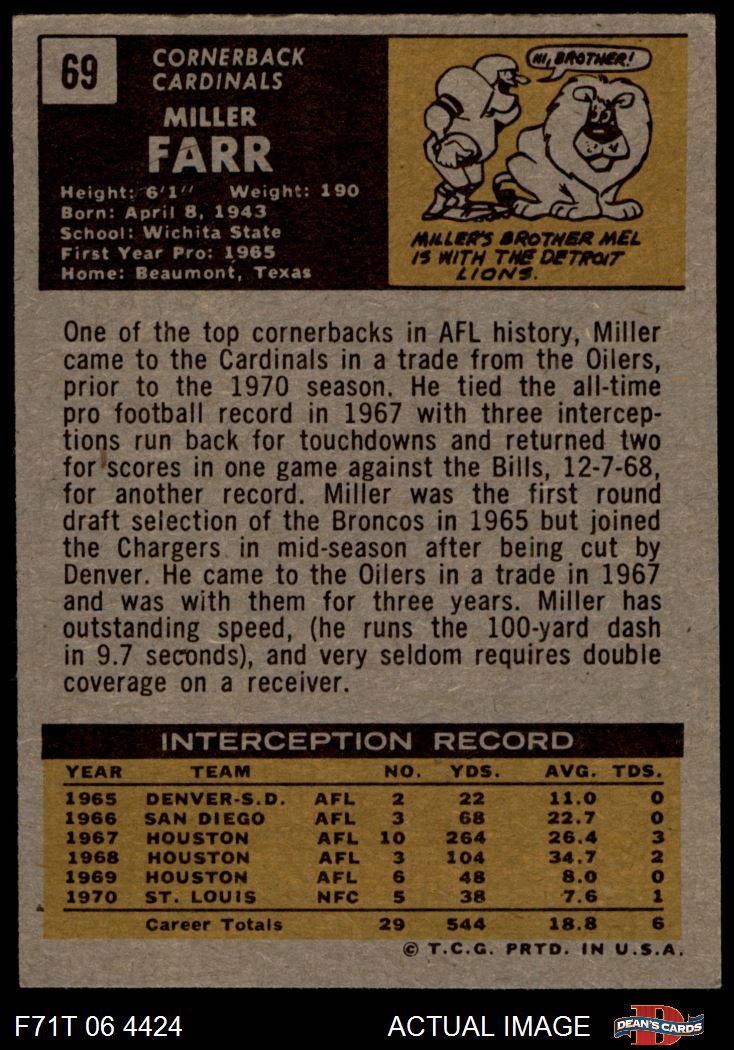 69
CORNERBACK
CARDINALS
MILLER
FARR
Height: 6'1" Weight: 190
Born: April 8, 1943
School: Wichita State
First Year Pro: 1965
Home: Beaumont, Texas
HI, BROTHER!
MILLER'S BROTHER MEL
IS WITH THE DETROIT
LIONS.
One of the top cornerbacks in AFL history, Miller
came to the Cardinals in a trade from the Oilers,
prior to the 1970 season. He tied the all-time
pro football record in 1967 with three intercep-
tions run back for touchdowns and returned two
for scores in one game against the Bills, 12-7-68,
for another record. Miller was the first round
draft selection of the Broncos in 1965 but joined
the Chargers in mid-season after being cut by
Denver. He came to the Oilers in a trade in 1967
and was with them for three years. Miller has
outstanding speed, (he runs the 100-yard dash
in 9.7 seconds), and very seldom requires double
coverage on a receiver.
INTERCEPTION RECORD
YEAR TEAM NO. YDS. AVG. TDS.
1965 DENVER-S.D. AFL 2 22 11.0 0
1966 SAN DIEGO AFL 3 68 22.7 0
1967 HOUSTON AFL 10 264 26.4 3
1968 HOUSTON AFL 3 104 34.7 2
1969 HOUSTON AFL 6 48 8.0 0
1970 ST. LOUIS NFC 5 38 7.6 1
Career Totals 29 544 18.8 6
© T.C.G. PRTD. IN U.S.A.
F71T 06 4424 ACTUAL IMAGE D DEAN'S CARDS